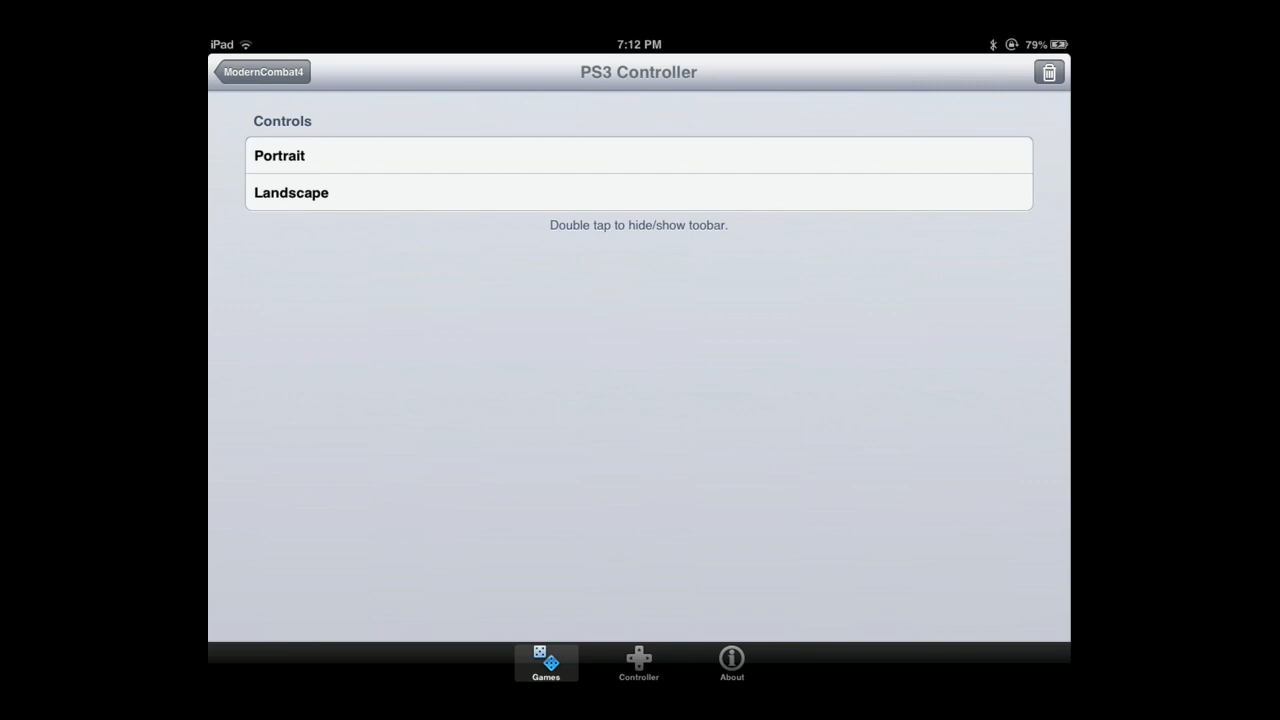 iPad 7:12 PM 79%
ModernCombat4 PS3 Controller
Controls
Portrait
Landscape
Double tap to hide/show toobar.
Games Controller About